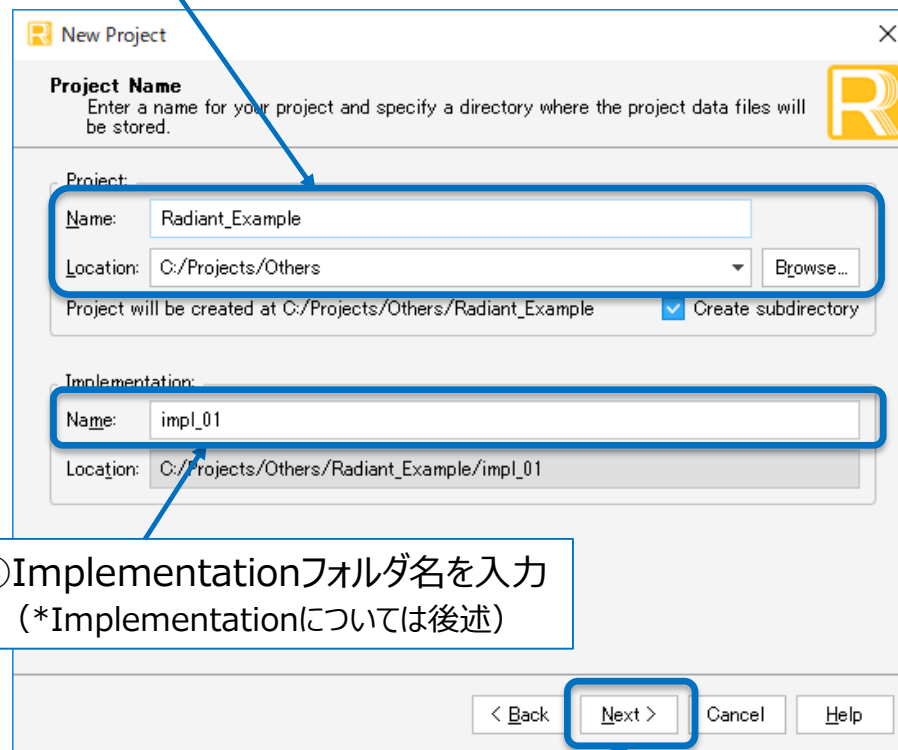 New Project
Project Name
Enter a name for your project and specify a directory where the project data files will
be stored.
Project:
Name: Radiant_Example
Location: C:/Projects/Others Browse...
Project will be created at C:/Projects/Others/Radiant_Example Create subdirectory
Implementation:
Name: impl_01
Location: C:/Projects/Others/Radiant_Example/impl_01
Implementationフォルダ名を入力
（*Implementationについては後述）
< Back Next > Cancel Help